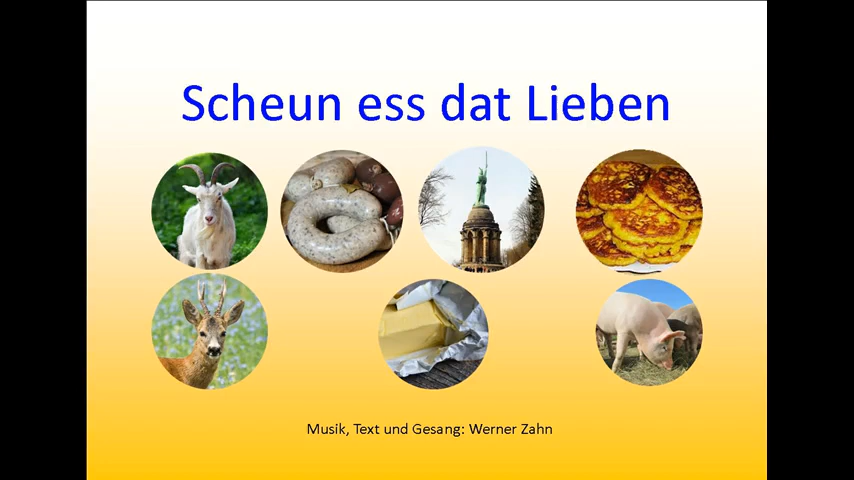 Scheun ess dat Lieben
Musik, Text und Gesang: Werner Zahn